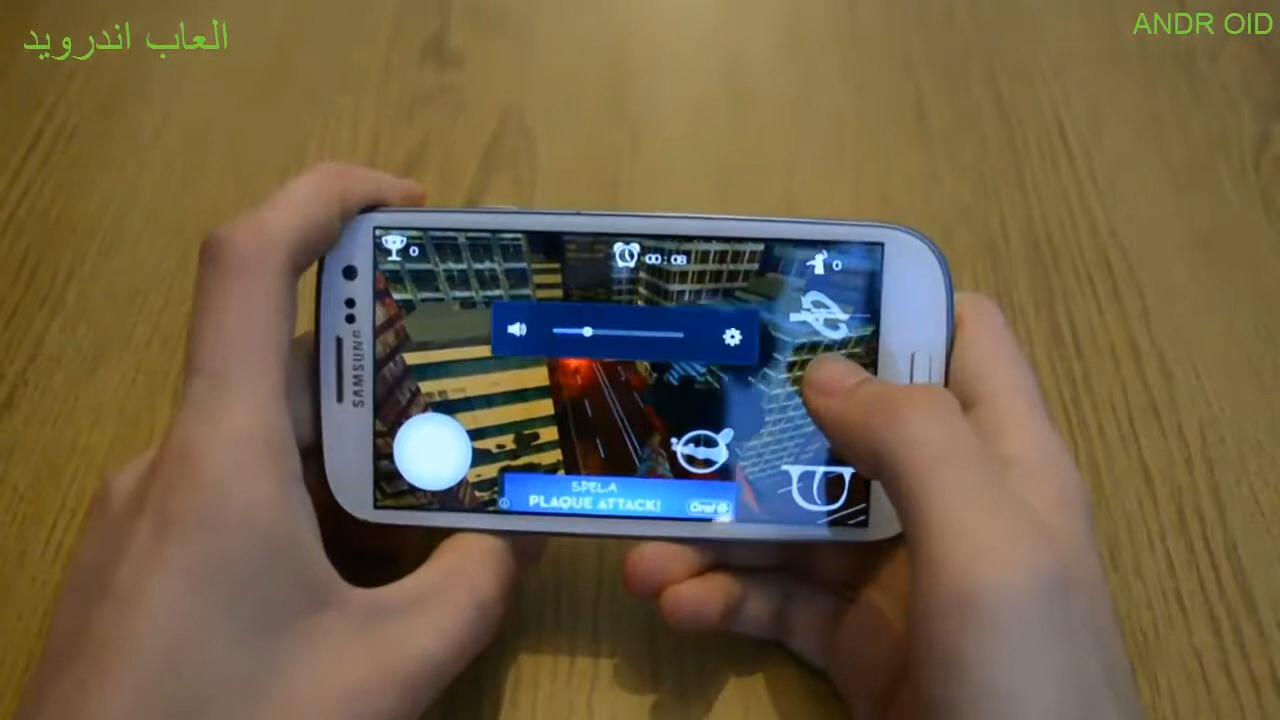 العاب اندرويد
ANDR OID
0
00:08
0
SAMSUNG
SPELA
PLAQUE ATTACK!
Oral B